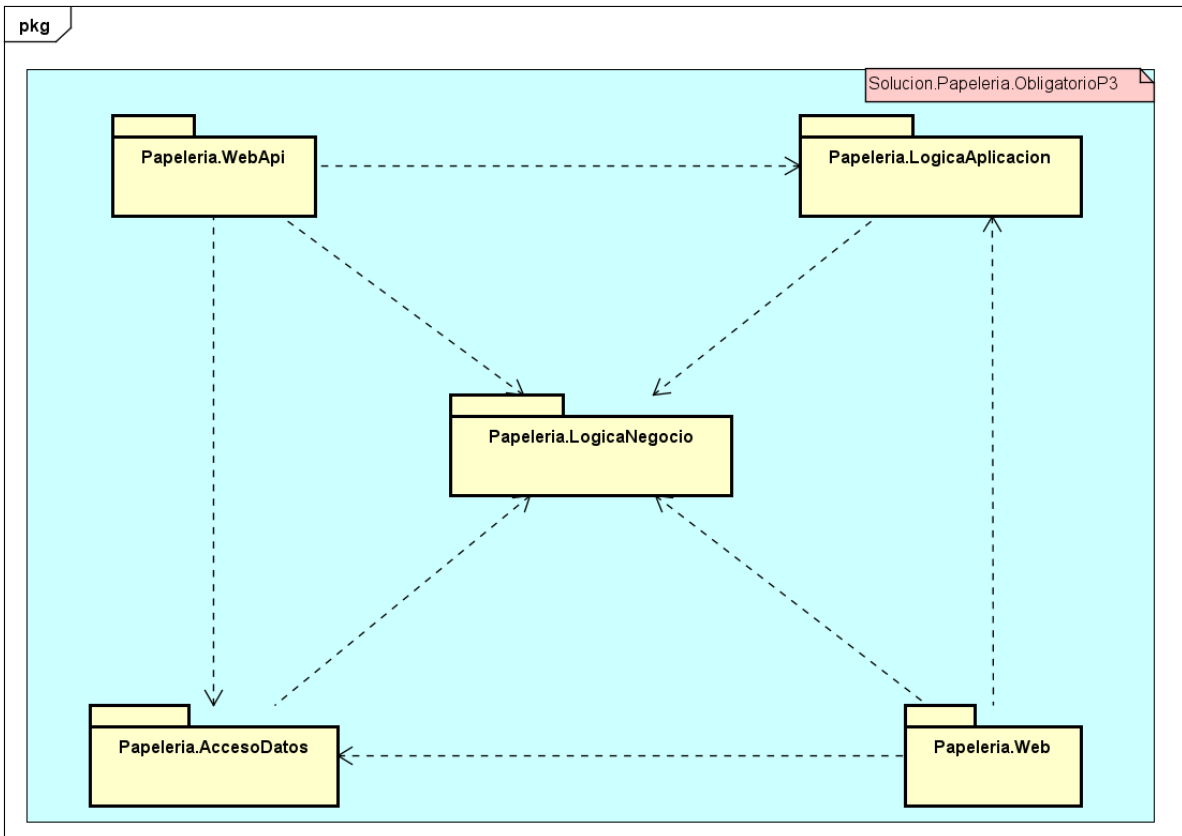 pkg
Solucion.Papeleria.ObligatorioP3
Papeleria.WebApi
Papeleria.LogicaAplicacion
Papeleria.LogicaNegocio
Papeleria.AccesoDatos
Papeleria.Web